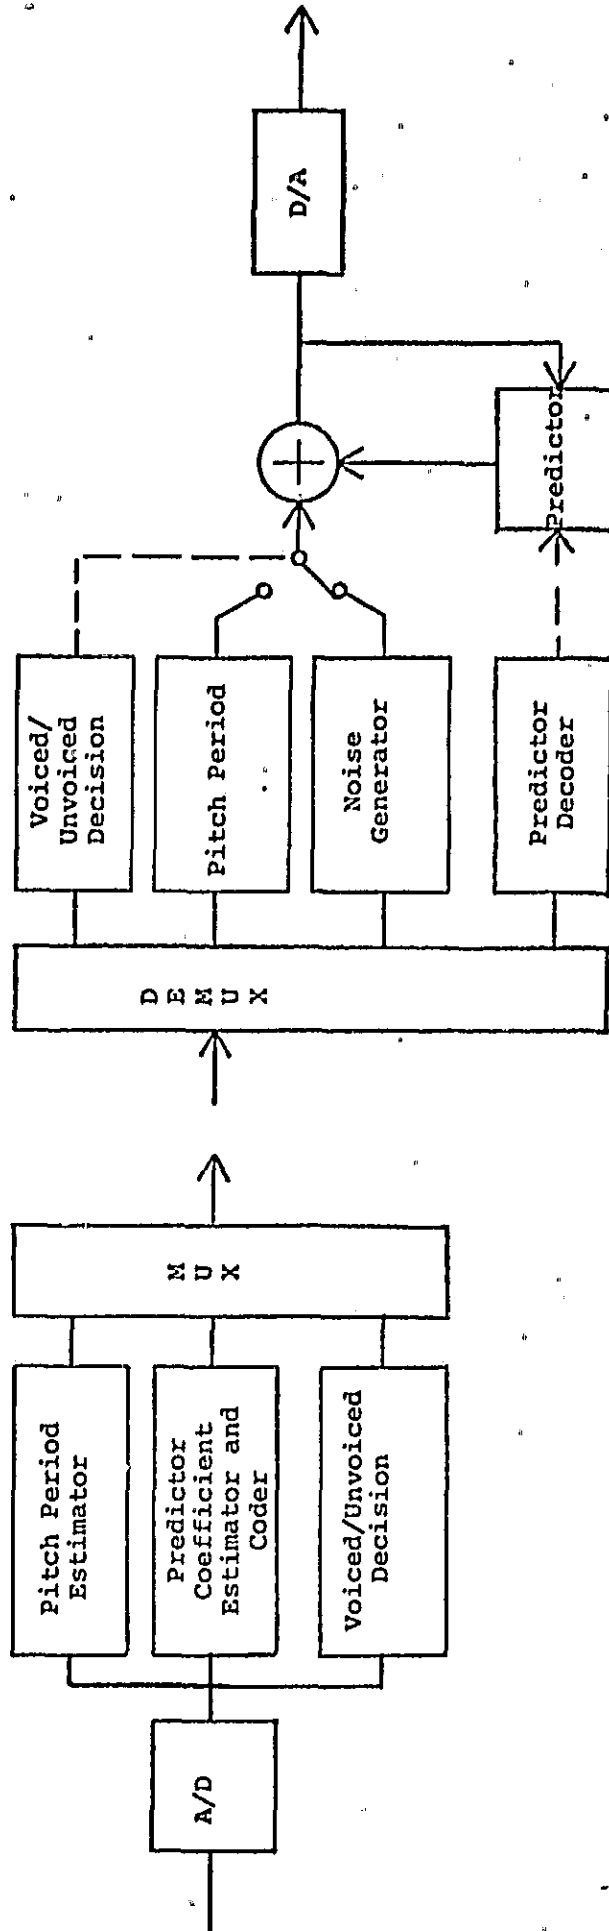 A/D
Pitch Period
Estimator
Predictor
Coefficient
Estimator and
Coder
Voiced/Unvoiced
Decision
M
U
X
D
E
M
U
X
Voiced/
Unvoiced
Decision
Pitch Period
Noise
Generator
Predictor
Decoder
Predictor
D/A